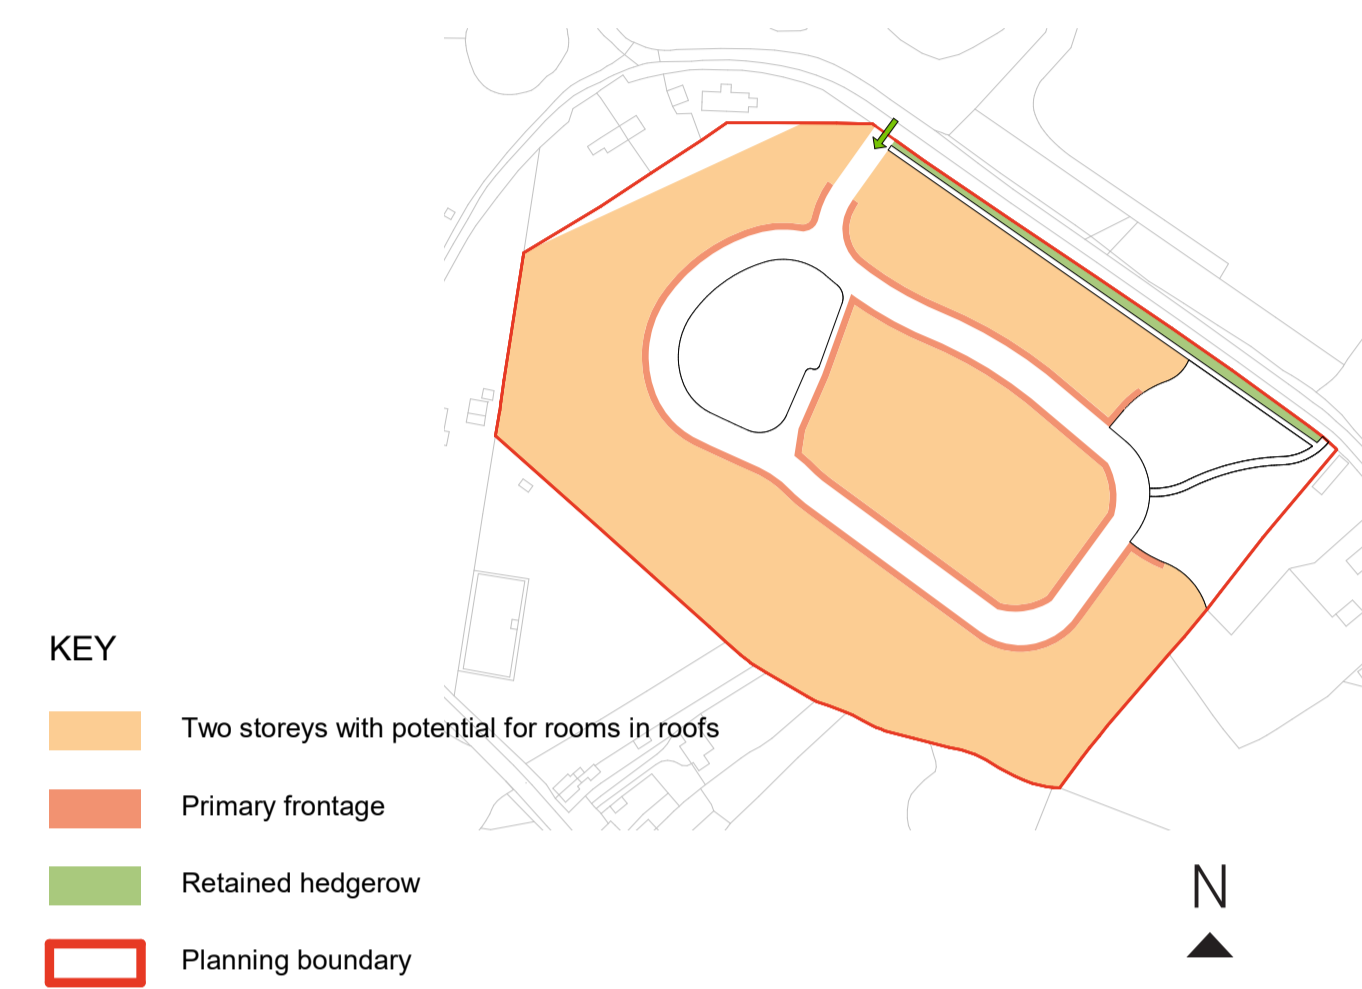 KEY
Two storeys with potential for rooms in roofs
Primary frontage
Retained hedgerow
Planning boundary
N